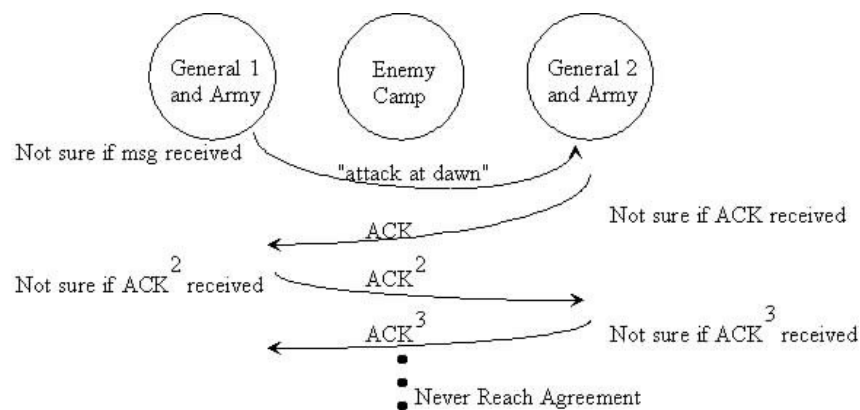 General 1
and Army
Enemy
Camp
General 2
and Army
Not sure if msg received
"attack at dawn"
ACK
Not sure if ACK received
Not sure if ACK² received
ACK²
ACK³
Not sure if ACK³ received
Never Reach Agreement